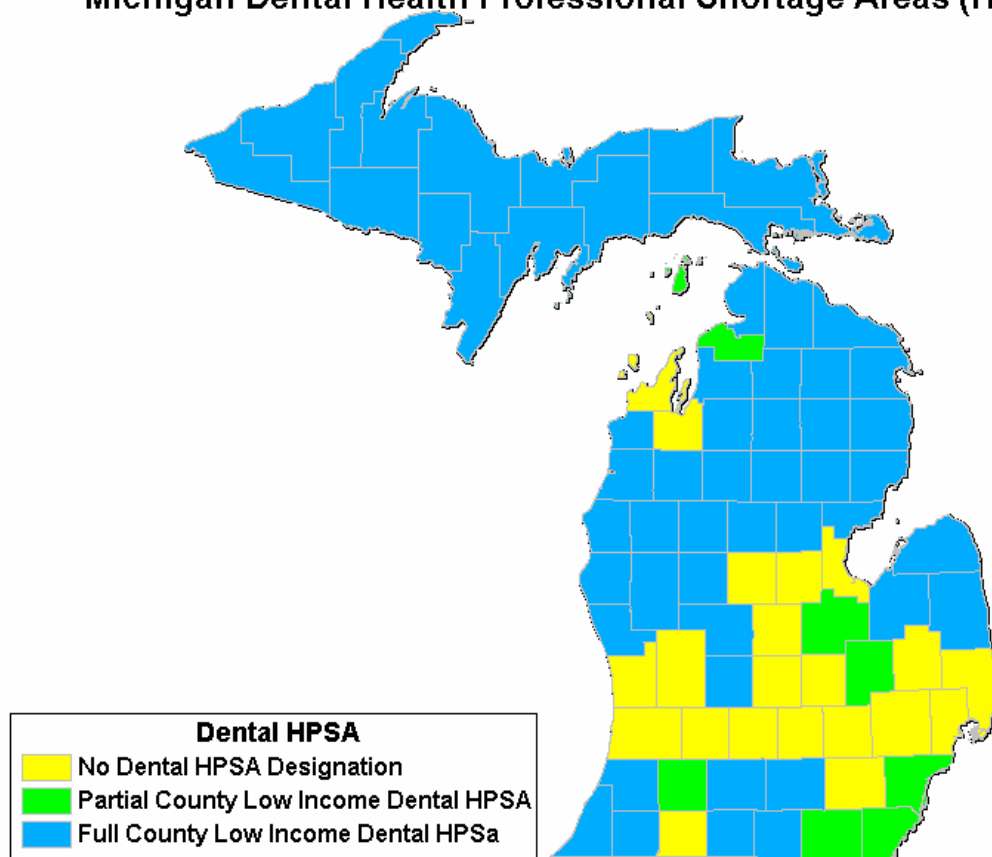 Michigan Dental Health Professional Shortage Areas (H
Dental HPSA
No Dental HPSA Designation
Partial County Low Income Dental HPSA
Full County Low Income Dental HPSa